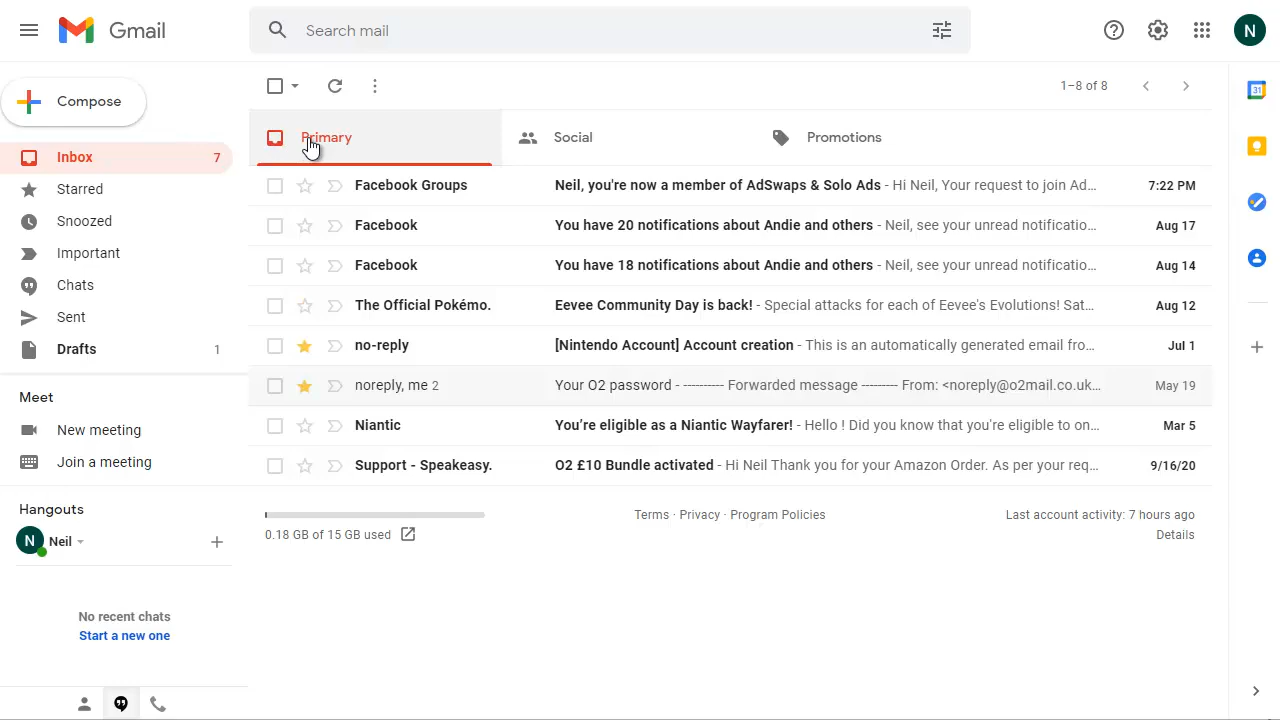 Gmail
Search mail
N
Compose
1–8 of 8
31
Primary
Social
Promotions
Inbox 7
Starred
Snoozed
Important
Chats
Sent
Drafts 1
Facebook Groups Neil, you're now a member of AdSwaps & Solo Ads - Hi Neil, Your request to join Ad… 7:22 PM
Facebook You have 20 notifications about Andie and others - Neil, see your unread notificatio… Aug 17
Facebook You have 18 notifications about Andie and others - Neil, see your unread notificatio… Aug 14
The Official Pokémo. Eevee Community Day is back! - Special attacks for each of Eevee's Evolutions! Sat… Aug 12
no-reply [Nintendo Account] Account creation - This is an automatically generated email fro… Jul 1
noreply, me 2 Your O2 password - ---------- Forwarded message --------- From: <noreply@o2mail.co.uk… May 19
Niantic You’re eligible as a Niantic Wayfarer! - Hello ! Did you know that you're eligible to on… Mar 5
Support - Speakeasy. O2 £10 Bundle activated - Hi Neil Thank you for your Amazon Order. As per your req… 9/16/20
Meet
New meeting
Join a meeting
Hangouts
N Neil
No recent chats
Start a new one
0.18 GB of 15 GB used
Terms · Privacy · Program Policies
Last account activity: 7 hours ago
Details